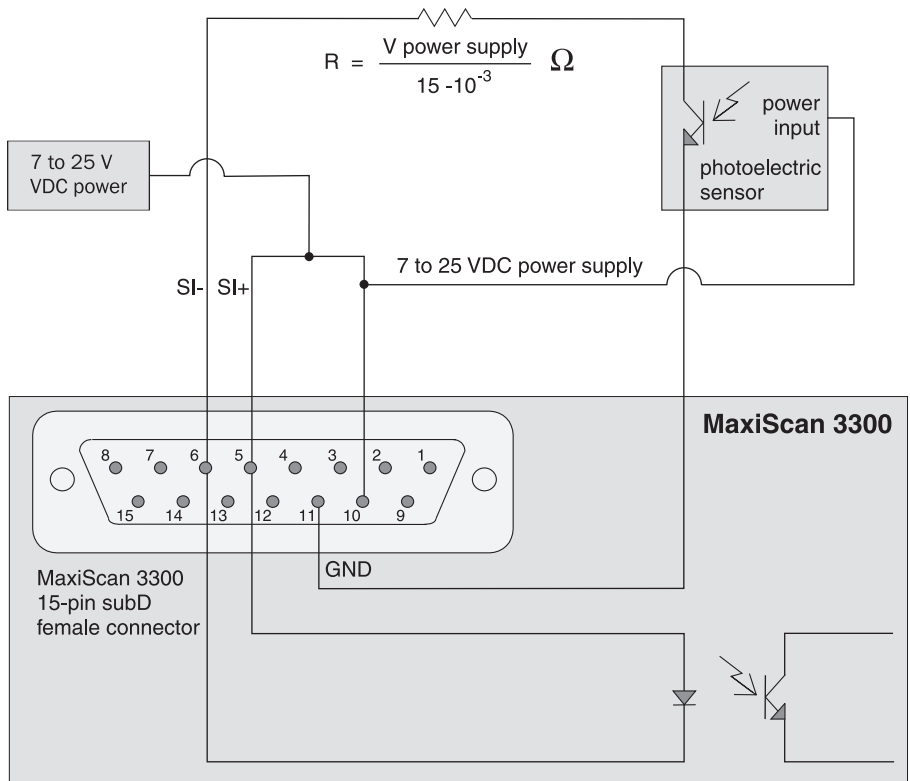 R = V power supply / 15 -10⁻³ Ω
power
input
photoelectric
sensor
7 to 25 V
VDC power
7 to 25 VDC power supply
SI- SI+
MaxiScan 3300
8 7 6 5 4 3 2 1
15 14 13 12 11 10 9
GND
MaxiScan 3300
15-pin subD
female connector